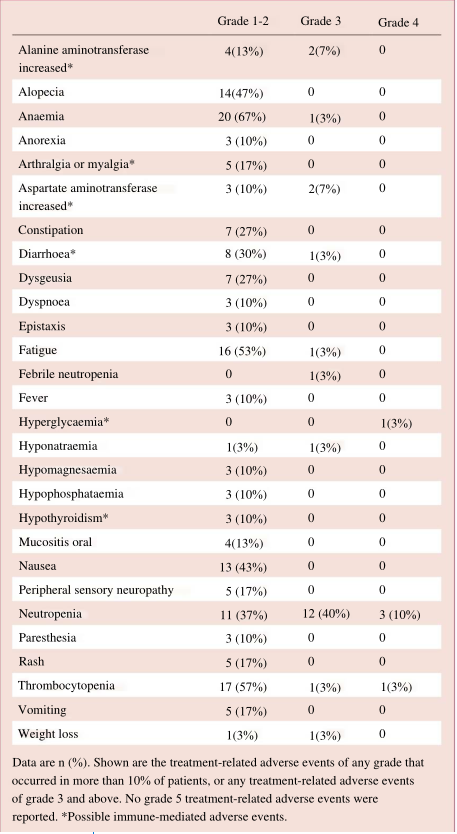 Grade 1-2 Grade 3 Grade 4
Alanine aminotransferase
increased* 4(13%) 2(7%) 0
Alopecia 14(47%) 0 0
Anaemia 20 (67%) 1(3%) 0
Anorexia 3 (10%) 0 0
Arthralgia or myalgia* 5 (17%) 0 0
Aspartate aminotransferase
increased* 3 (10%) 2(7%) 0
Constipation 7 (27%) 0 0
Diarrhoea* 8 (30%) 1(3%) 0
Dysgeusia 7 (27%) 0 0
Dyspnoea 3 (10%) 0 0
Epistaxis 3 (10%) 0 0
Fatigue 16 (53%) 1(3%) 0
Febrile neutropenia 0 1(3%) 0
Fever 3 (10%) 0 0
Hyperglycaemia* 0 0 1(3%)
Hyponatraemia 1(3%) 1(3%) 0
Hypomagnesaemia 3 (10%) 0 0
Hypophosphataemia 3 (10%) 0 0
Hypothyroidism* 3 (10%) 0 0
Mucositis oral 4(13%) 0 0
Nausea 13 (43%) 0 0
Peripheral sensory neuropathy 5 (17%) 0 0
Neutropenia 11 (37%) 12 (40%) 3 (10%)
Paresthesia 3 (10%) 0 0
Rash 5 (17%) 0 0
Thrombocytopenia 17 (57%) 1(3%) 1(3%)
Vomiting 5 (17%) 0 0
Weight loss 1(3%) 1(3%) 0
Data are n (%). Shown are the treatment-related adverse events of any grade that
occurred in more than 10% of patients, or any treatment-related adverse events
of grade 3 and above. No grade 5 treatment-related adverse events were
reported. *Possible immune-mediated adverse events.